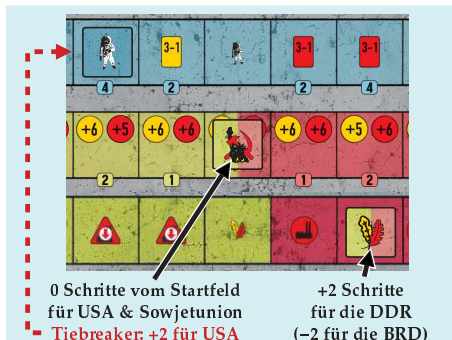 3-1 3-1 3-1
4 2 2 4
+6 +5 +6 +6 +6 +6 +6 +6
2 1 1 2
0 Schritte vom Startfeld
für USA & Sowjetunion
Tiebreaker: +2 für USA
+2 Schritte
für die DDR
(−2 für die BRD)